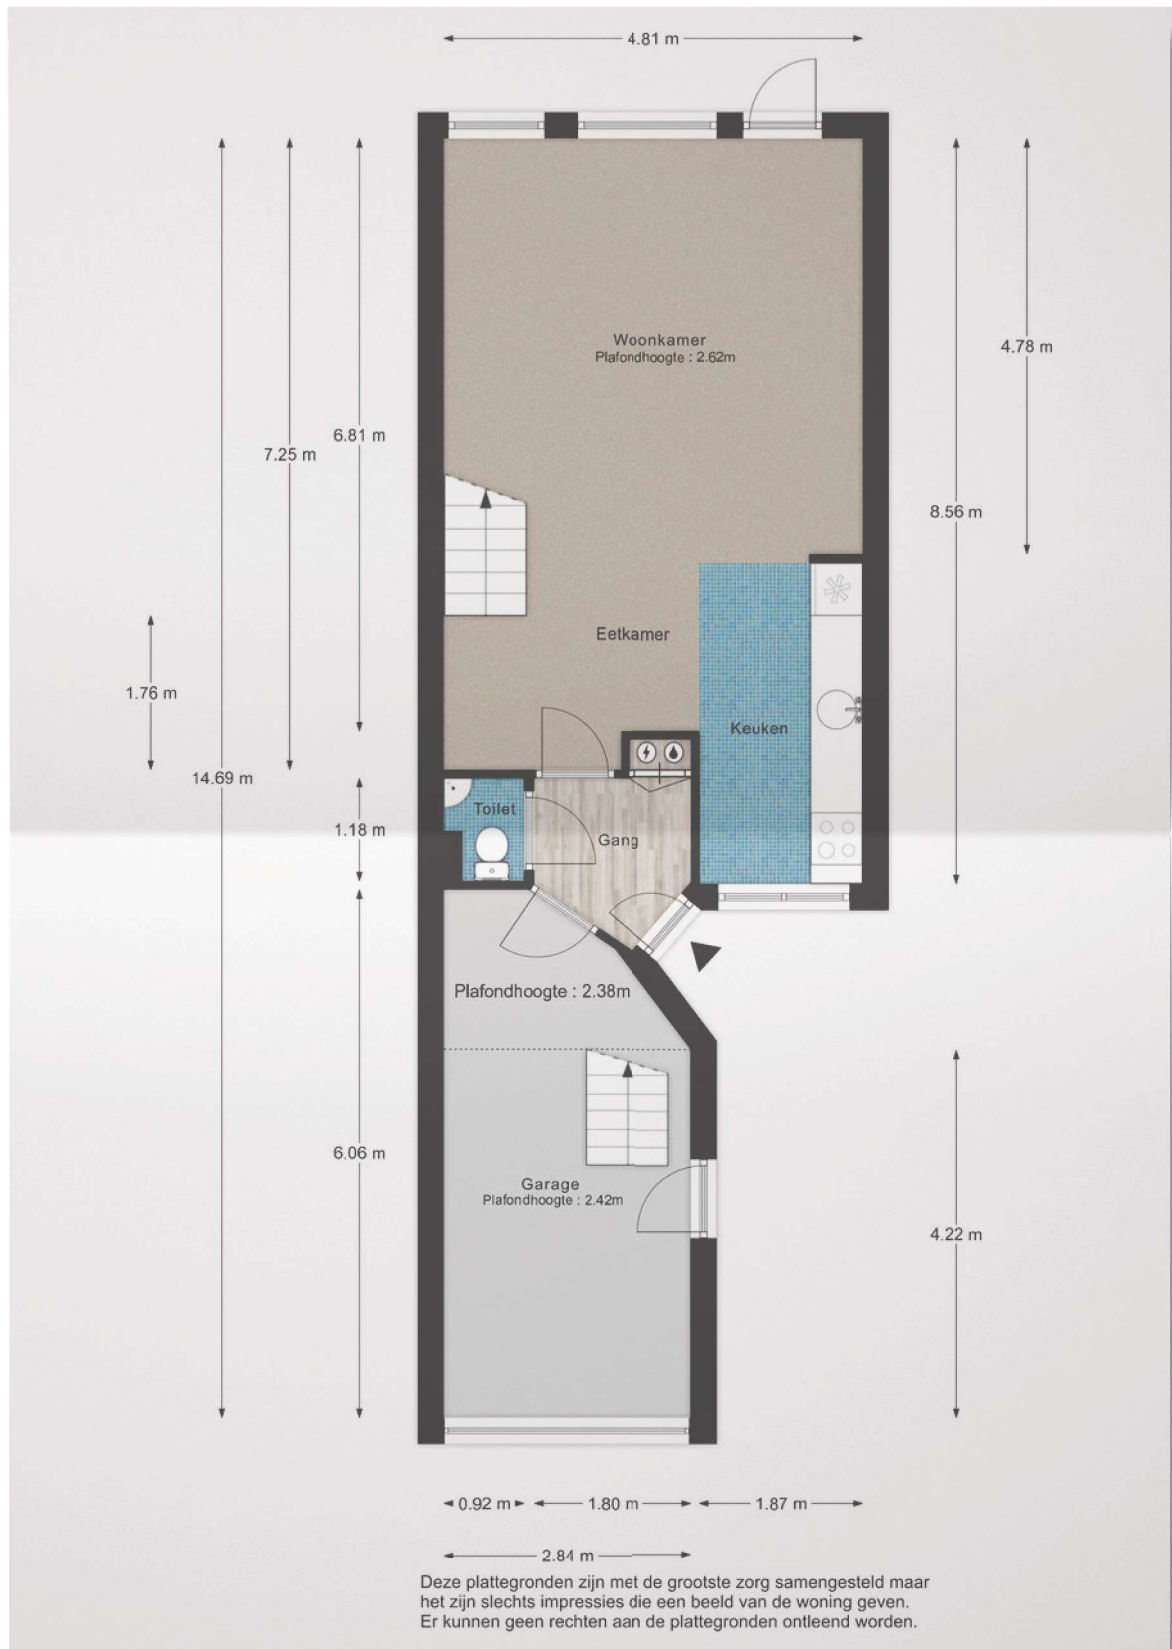 4.81 m
Woonkamer
Plafondhoogte : 2.62m
4.78 m
6.81 m
7.25 m
8.56 m
Eetkamer
1.76 m
Keuken
14.69 m
Toilet
1.18 m
Gang
Plafondhoogte : 2.38m
6.06 m
Garage
Plafondhoogte : 2.42m
4.22 m
0.92 m
1.80 m
1.87 m
2.84 m
Deze plattegronden zijn met de grootste zorg samengesteld maar
het zijn slechts impressies die een beeld van de woning geven.
Er kunnen geen rechten aan de plattegronden ontleend worden.